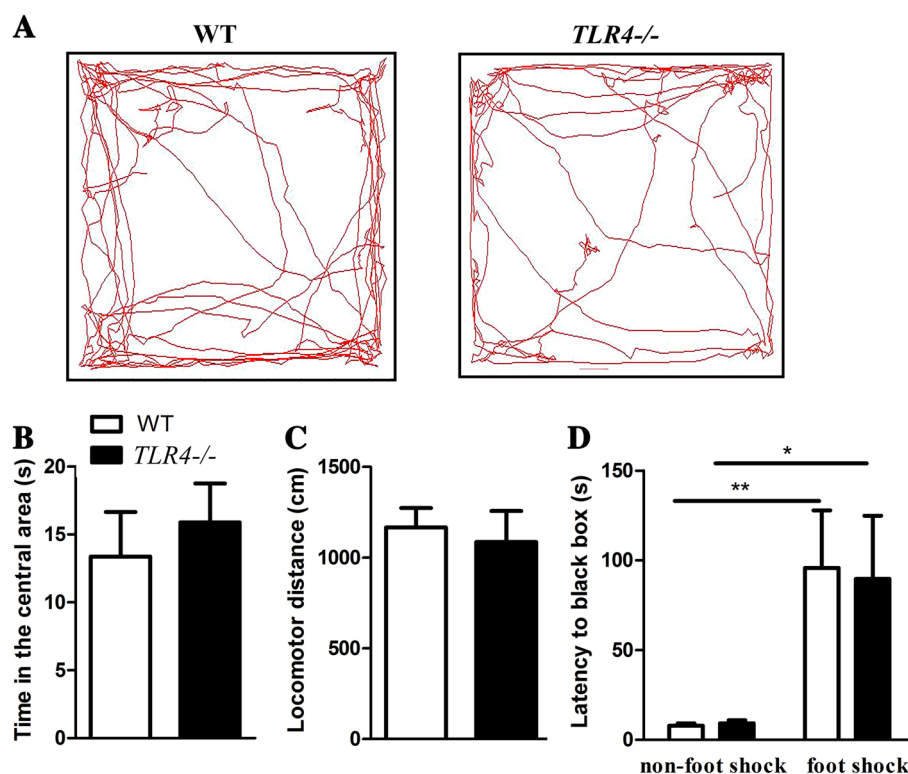 A
WT
TLR4-/-
B
WT
TLR4-/-
Time in the central area (s)
20
15
10
5
0
C
Locomotor distance (cm)
1500
1000
500
0
D
Latency to black box (s)
150
100
50
0
*
**
non-foot shock
foot shock